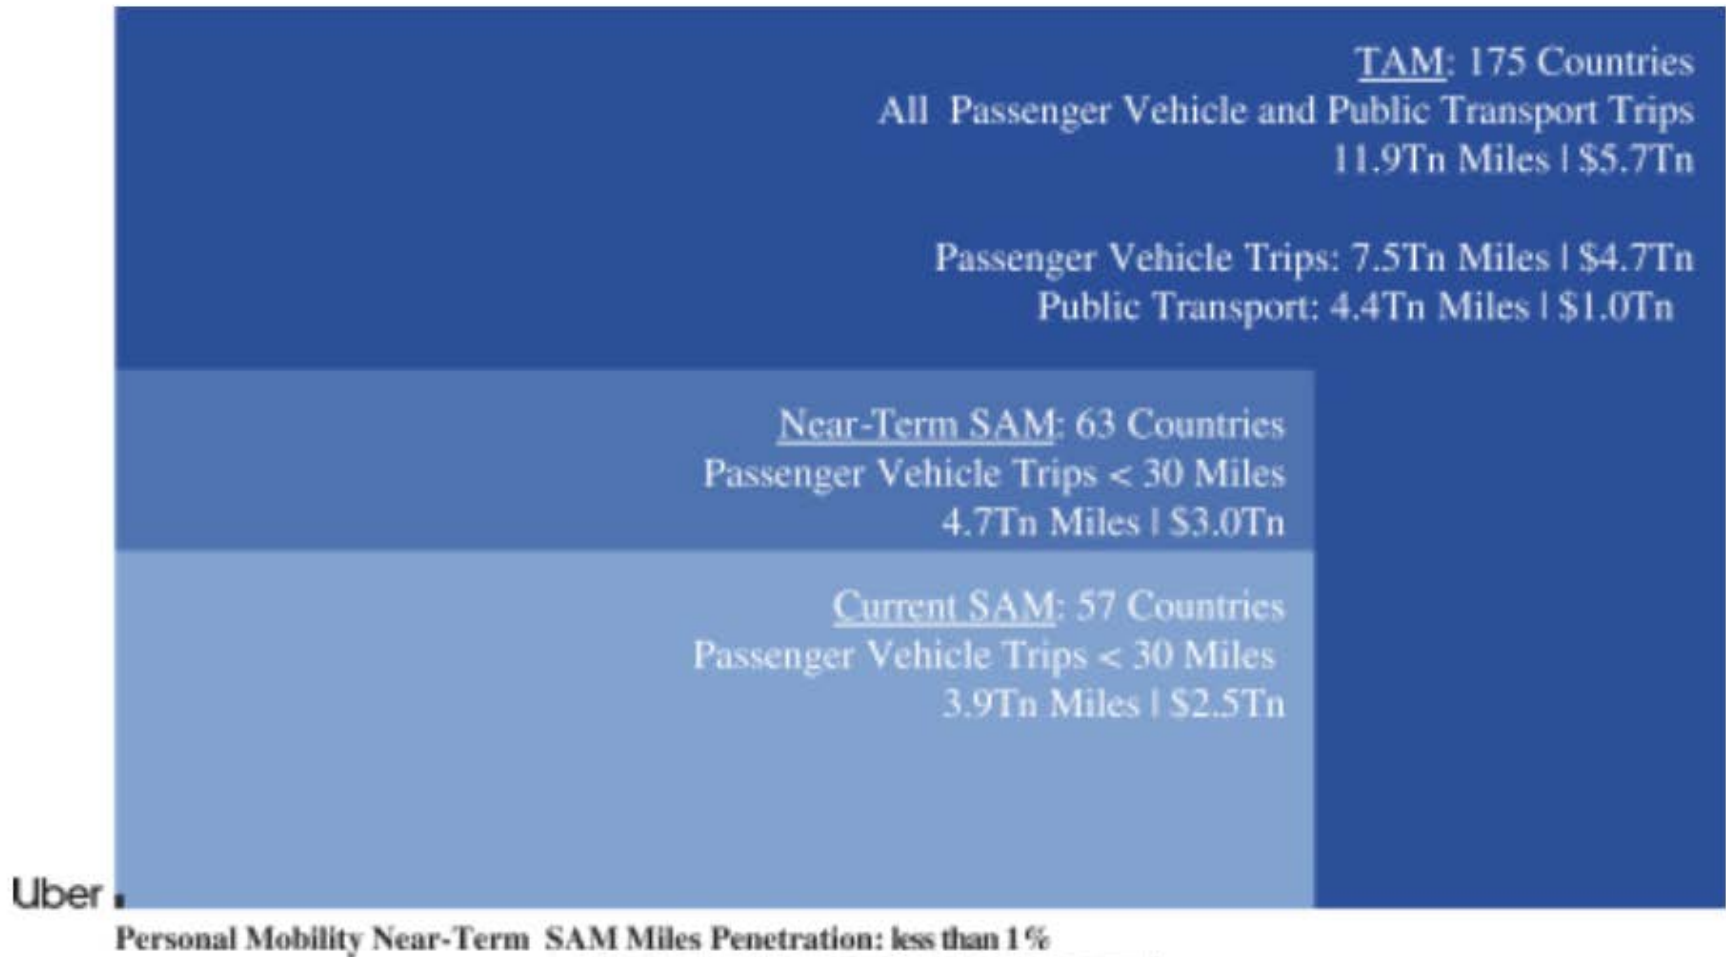 TAM: 175 Countries
All Passenger Vehicle and Public Transport Trips
11.9Tn Miles | $5.7Tn
Passenger Vehicle Trips: 7.5Tn Miles | $4.7Tn
Public Transport: 4.4Tn Miles | $1.0Tn
Near-Term SAM: 63 Countries
Passenger Vehicle Trips < 30 Miles
4.7Tn Miles | $3.0Tn
Current SAM: 57 Countries
Passenger Vehicle Trips < 30 Miles
3.9Tn Miles | $2.5Tn
Uber
Personal Mobility Near-Term SAM Miles Penetration: less than 1%